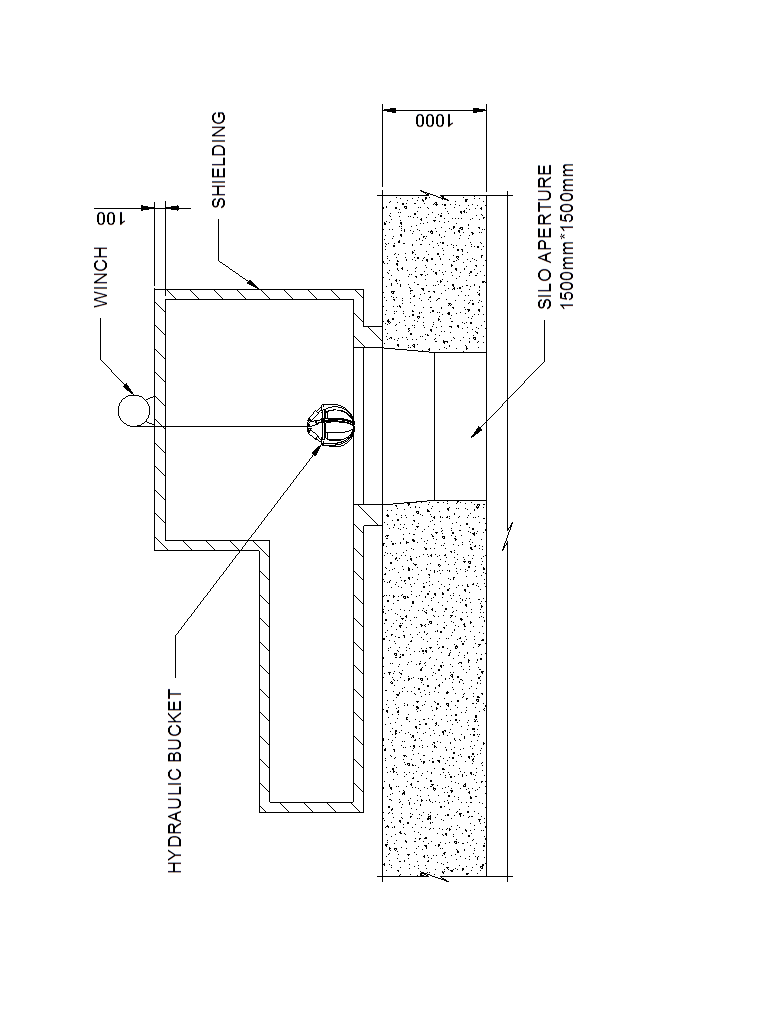 WINCH
100
SHIELDING
1000
HYDRAULIC BUCKET
SILO APERTURE
1500mm*1500mm